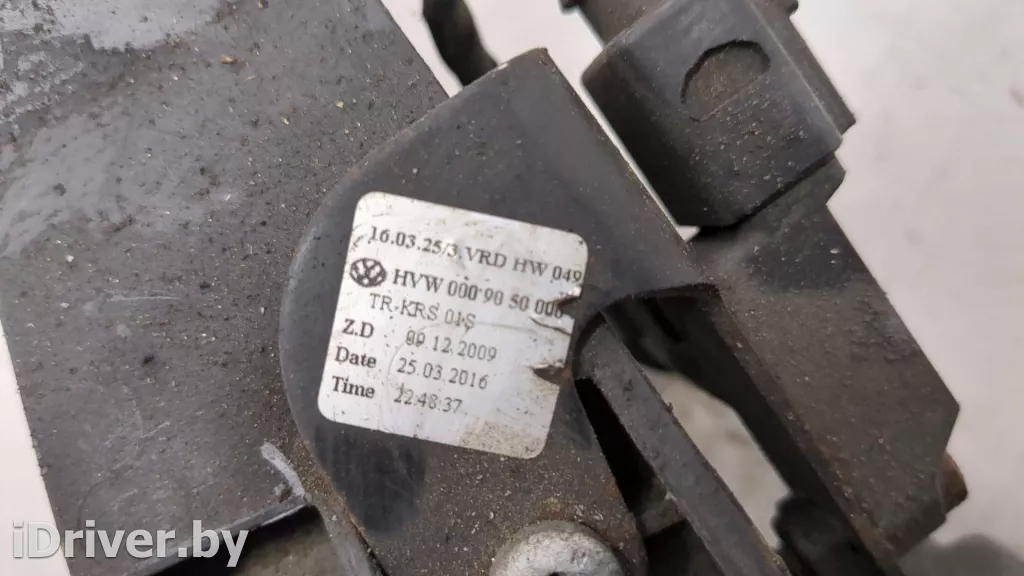 16.03.25/3 VRD HW 049
HVW 000 90 50 006
TR-KRS 01S
Z.D 09.12.2009
Date 25.03.2016
Time 22:48:37
iDriver.by